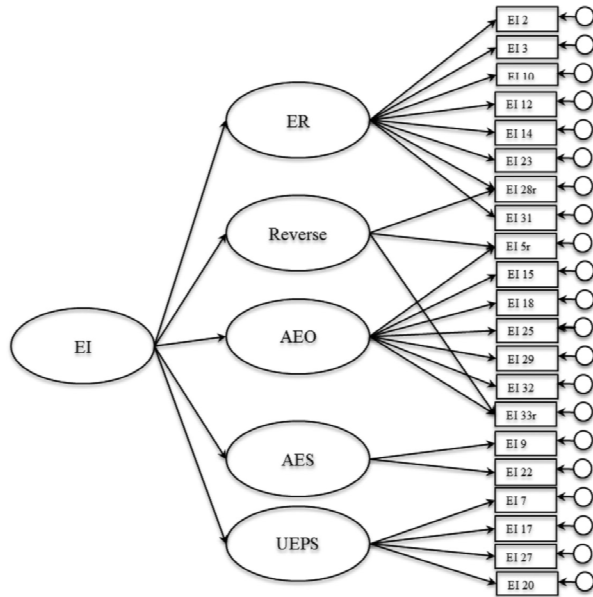 EI
ER
Reverse
AEO
AES
UEPS
EI 2
EI 3
EI 10
EI 12
EI 14
EI 23
EI 28r
EI 31
EI 5r
EI 15
EI 18
EI 25
EI 29
EI 32
EI 33r
EI 9
EI 22
EI 7
EI 17
EI 27
EI 20